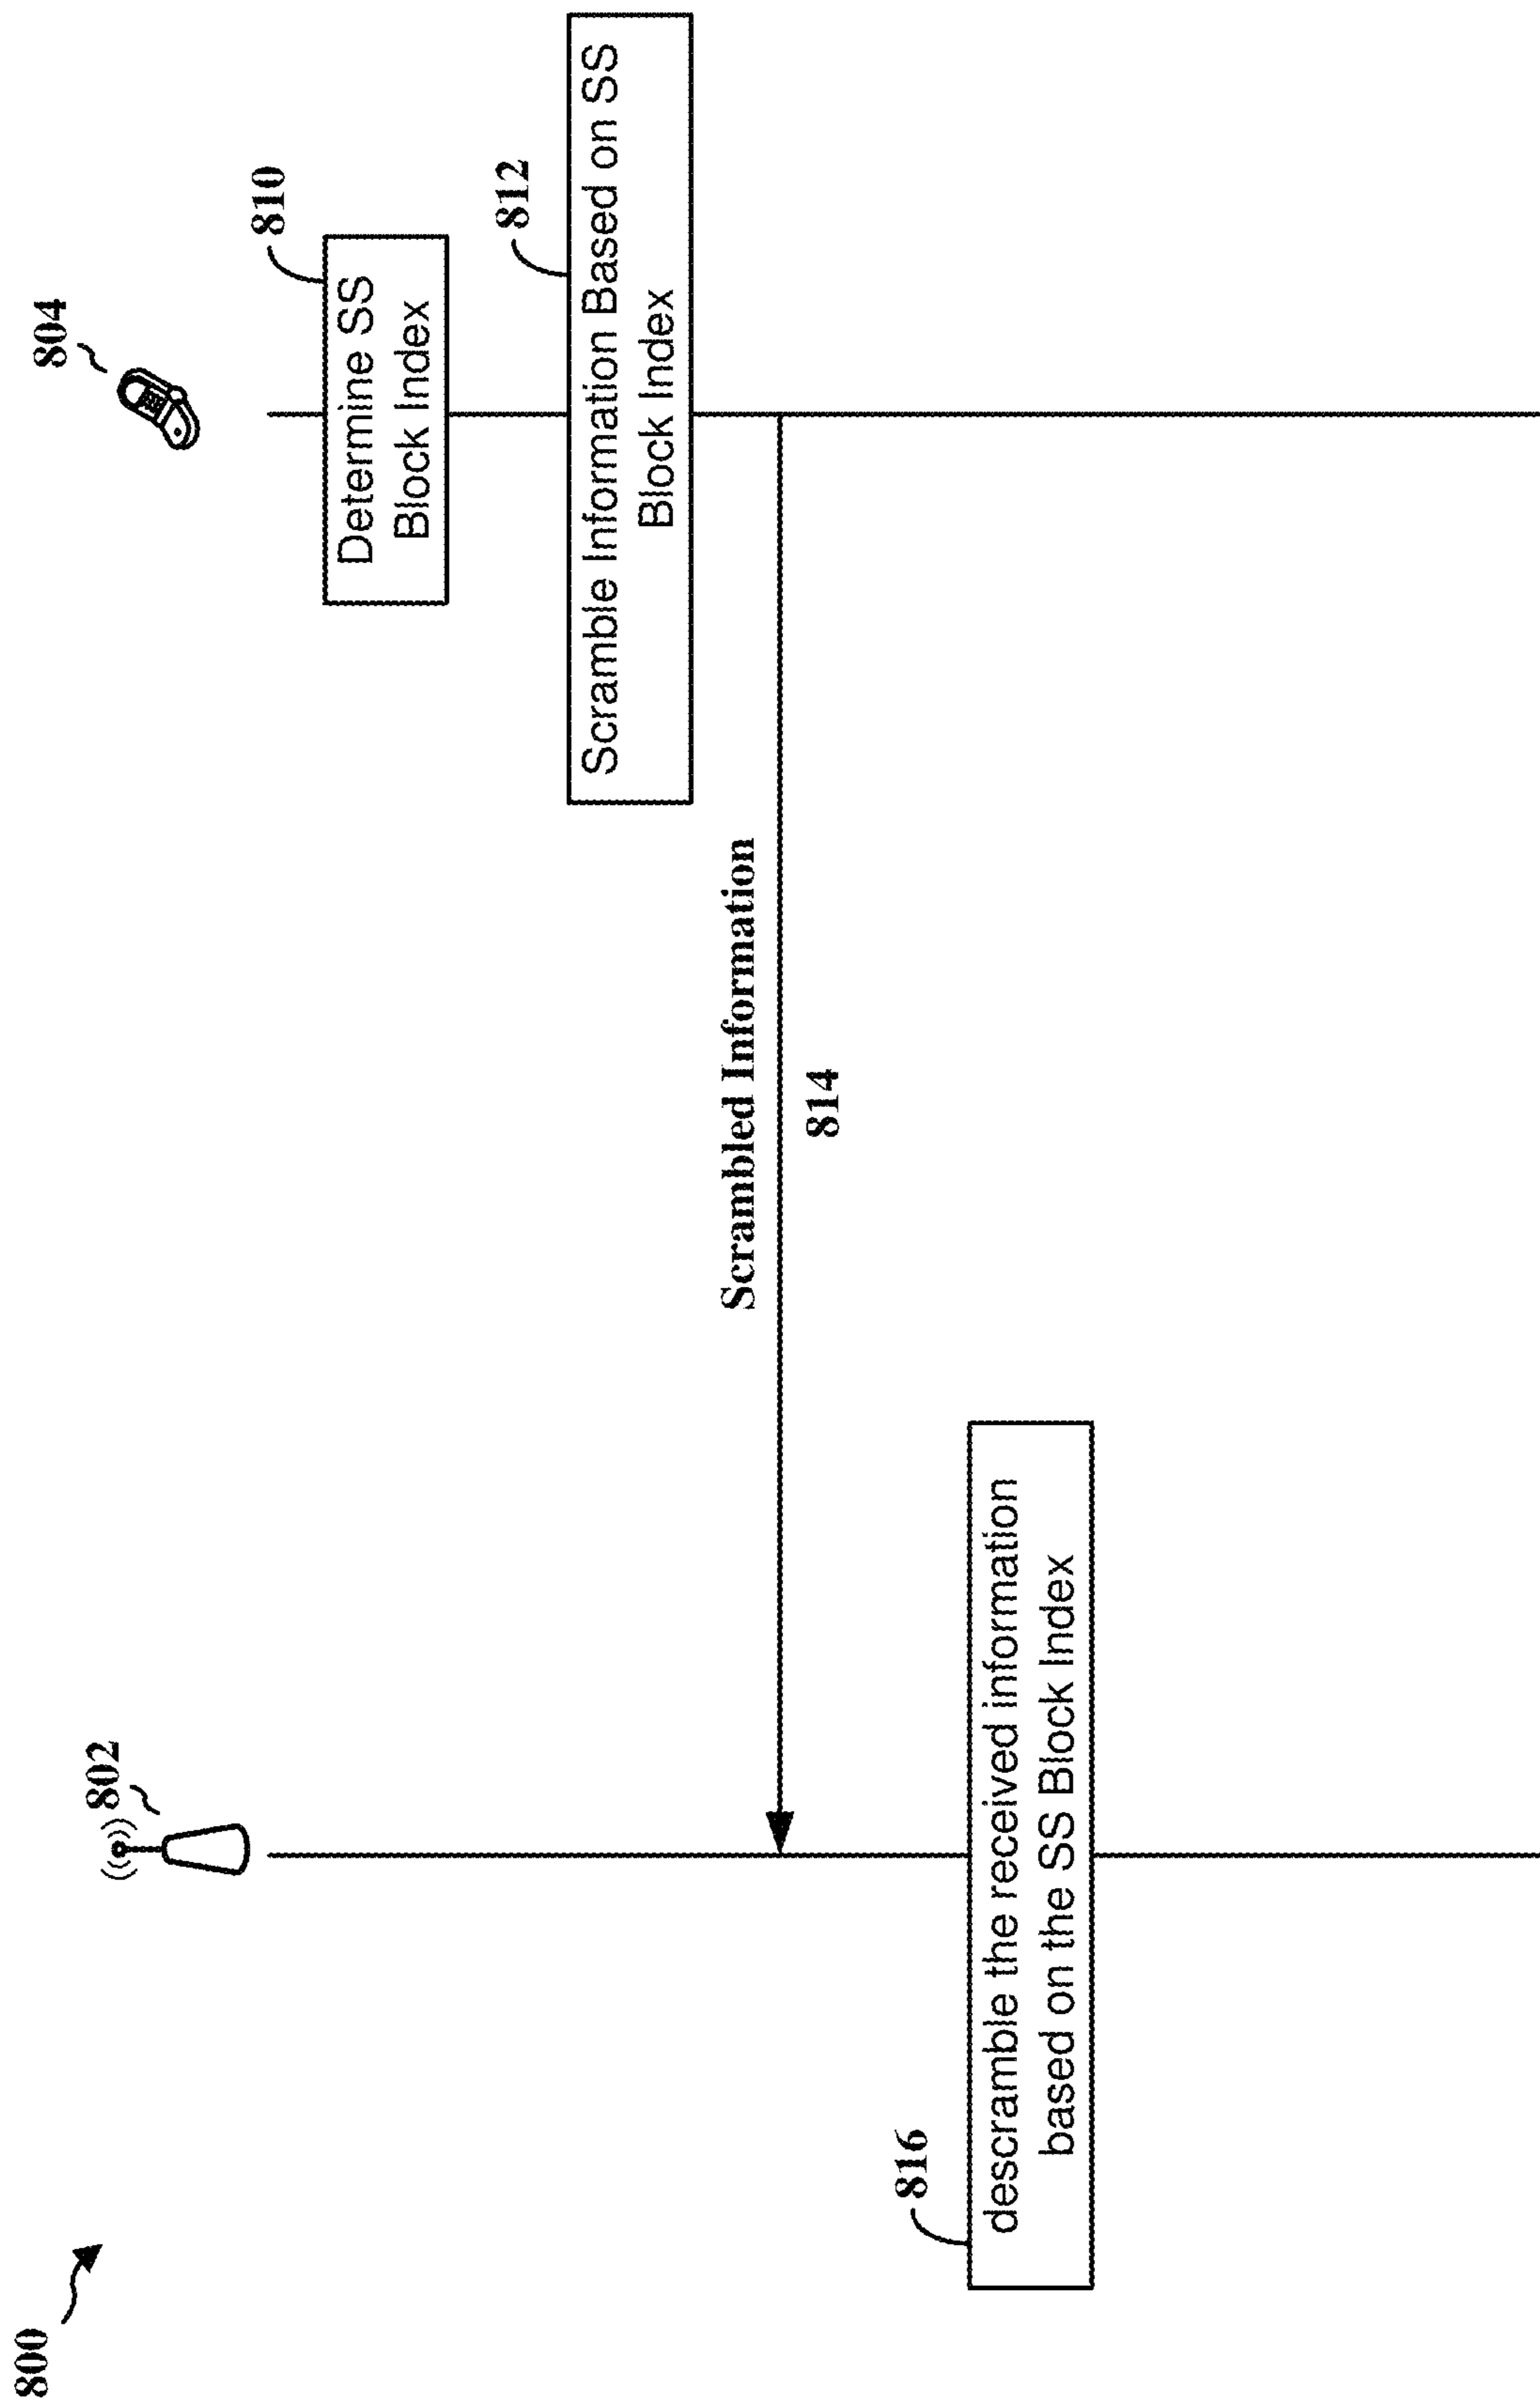 800
802
804
810
Determine SS
Block Index
812
Scramble Information Based on SS
Block Index
Scrambled Information
814
816
descramble the received information
based on the SS Block Index